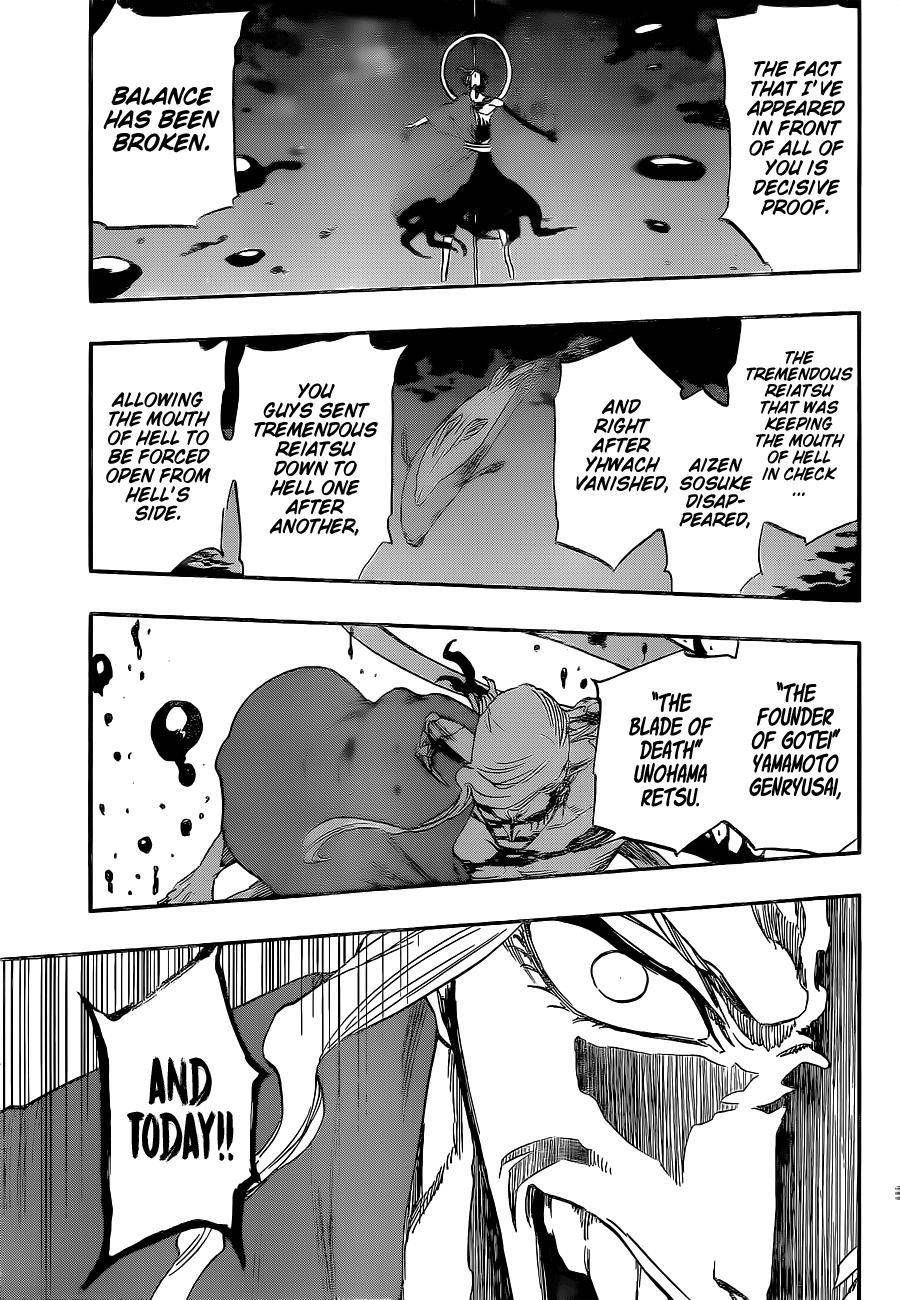 THE FACT
THAT I'VE
APPEARED
IN FRONT
OF ALL OF
YOU IS
DECISIVE
PROOF.
BALANCE
HAS BEEN
BROKEN.
THE
TREMENDOUS
REIATSU
THAT WAS
KEEPING
THE MOUTH
OF HELL
IN CHECK
...
AIZEN
SOSUKE
DISAP-
PEARED,
AND
RIGHT
AFTER
YHWACH
VANISHED,
YOU
GUYS SENT
TREMENDOUS
REIATSU
DOWN TO
HELL ONE
AFTER
ANOTHER,
ALLOWING
THE MOUTH
OF HELL TO
BE FORCED
OPEN FROM
HELL'S
SIDE.
"THE
FOUNDER
OF GOTEI"
YAMAMOTO
GENRYUSAI,
"THE
BLADE OF
DEATH"
UNOHAMA
RETSU.
AND
TODAY!!